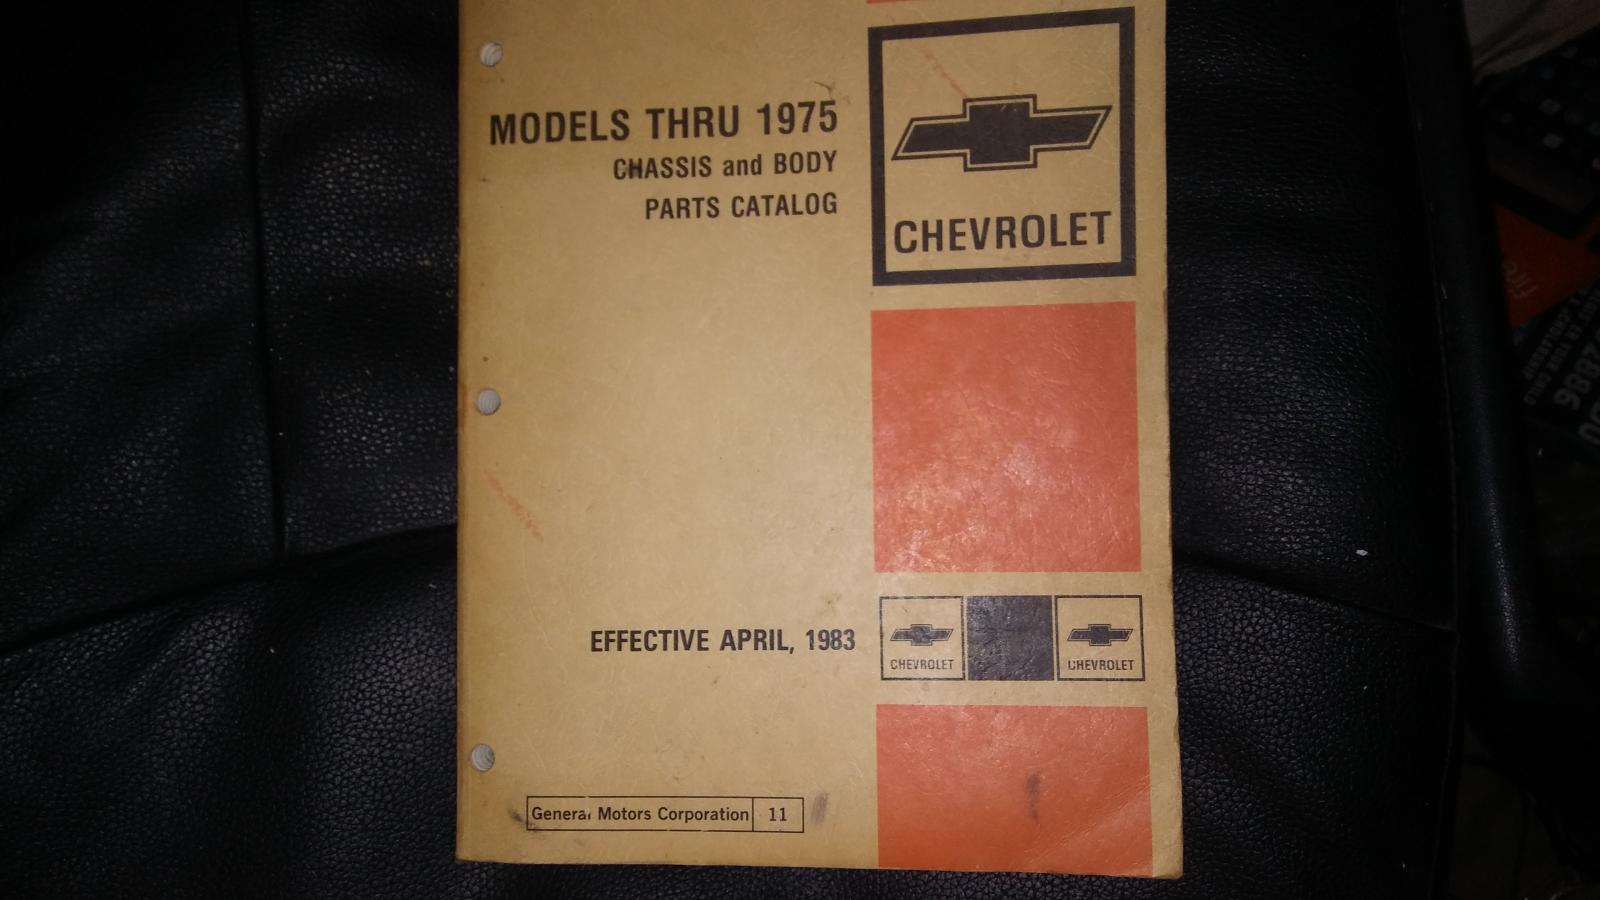 MODELS THRU 1975
CHASSIS and BODY
PARTS CATALOG
CHEVROLET
EFFECTIVE APRIL, 1983
CHEVROLET
CHEVROLET
General Motors Corporation 11